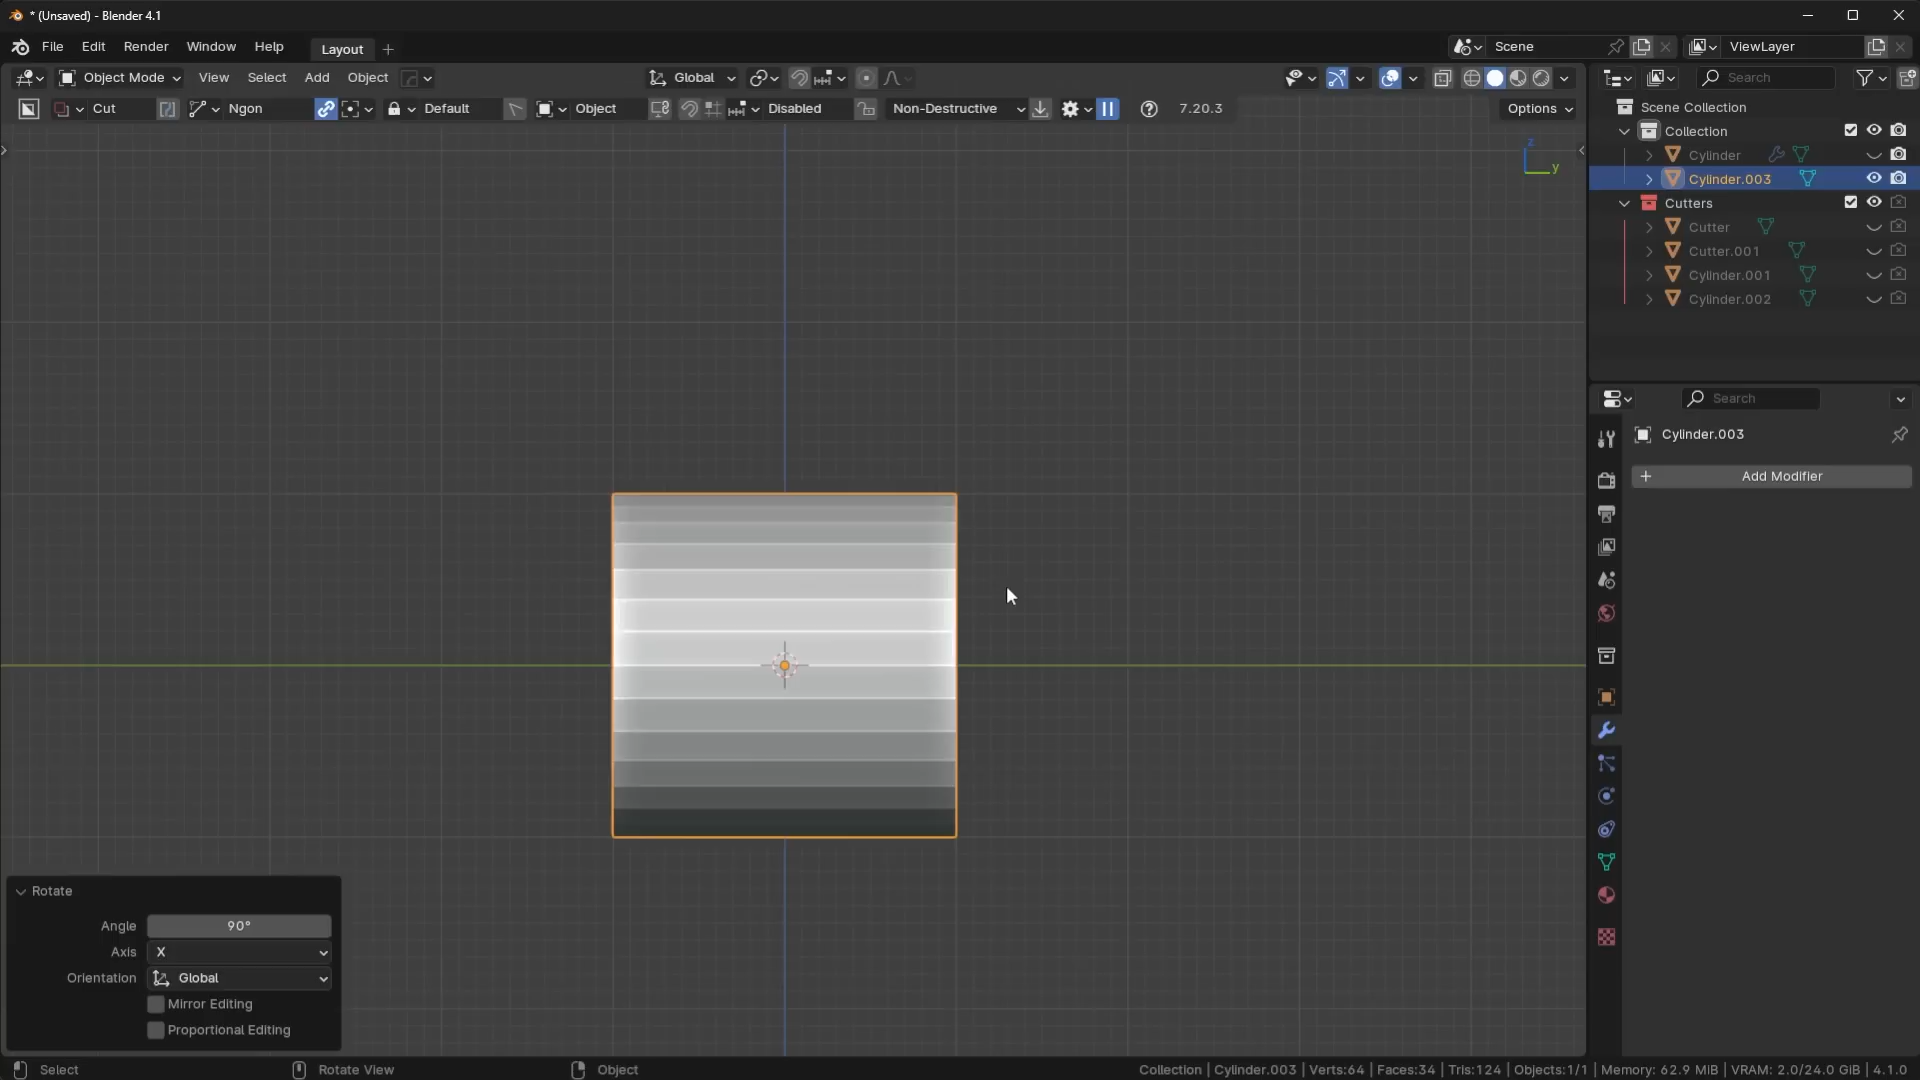 * (Unsaved) - Blender 4.1
File Edit Render Window Help Layout + Scene ViewLayer
Object Mode View Select Add Object Global Search
Cut Ngon Default Object Disabled Non-Destructive 7.20.3 Options
Scene Collection
Collection
Cylinder
Cylinder.003
Cutters
Cutter
Cutter.001
Cylinder.001
Cylinder.002
z
y
Search
Cylinder.003
+ Add Modifier
Rotate
Angle 90°
Axis X
Orientation Global
Mirror Editing
Proportional Editing
Select Rotate View Object Collection | Cylinder.003 | Verts:64 | Faces:34 | Tris:124 | Objects:1/1 | Memory: 62.9 MiB | VRAM: 2.0/24.0 GiB | 4.1.0